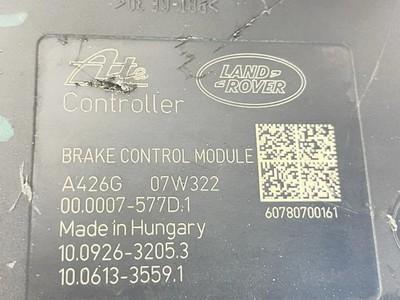 Ate
LAND
ROVER
Controller
BRAKE CONTROL MODULE
A426G 07W322
00.0007-577D.1
60780700161
Made in Hungary
10.0926-3205.3
10.0613-3559.1